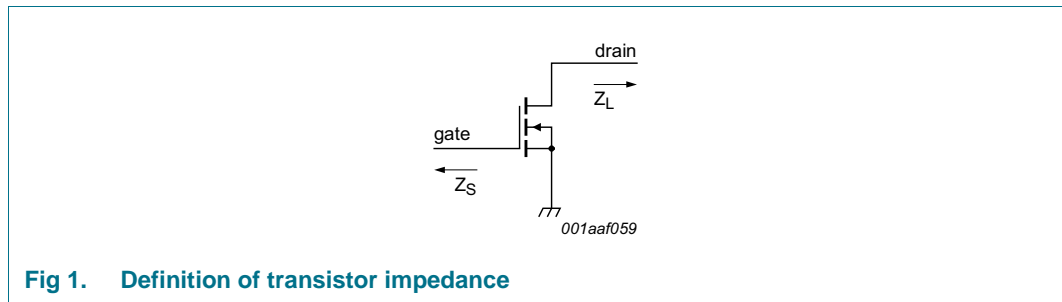 drain
Z_L
gate
Z_S
001aaf059
Fig 1. Definition of transistor impedance